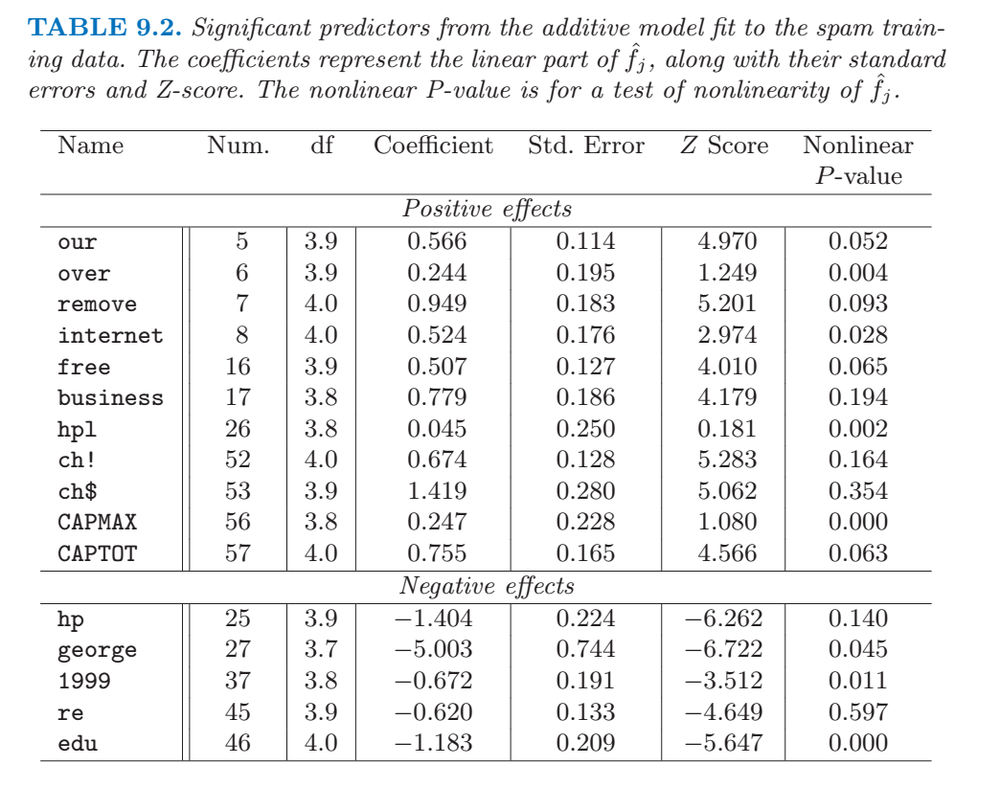 TABLE 9.2. Significant predictors from the additive model fit to the spam train-
ing data. The coefficients represent the linear part of f̂j, along with their standard
errors and Z-score. The nonlinear P-value is for a test of nonlinearity of f̂j.
Name Num. df Coefficient Std. Error Z Score Nonlinear
P-value
Positive effects
our 5 3.9 0.566 0.114 4.970 0.052
over 6 3.9 0.244 0.195 1.249 0.004
remove 7 4.0 0.949 0.183 5.201 0.093
internet 8 4.0 0.524 0.176 2.974 0.028
free 16 3.9 0.507 0.127 4.010 0.065
business 17 3.8 0.779 0.186 4.179 0.194
hpl 26 3.8 0.045 0.250 0.181 0.002
ch! 52 4.0 0.674 0.128 5.283 0.164
ch$ 53 3.9 1.419 0.280 5.062 0.354
CAPMAX 56 3.8 0.247 0.228 1.080 0.000
CAPTOT 57 4.0 0.755 0.165 4.566 0.063
Negative effects
hp 25 3.9 −1.404 0.224 −6.262 0.140
george 27 3.7 −5.003 0.744 −6.722 0.045
1999 37 3.8 −0.672 0.191 −3.512 0.011
re 45 3.9 −0.620 0.133 −4.649 0.597
edu 46 4.0 −1.183 0.209 −5.647 0.000